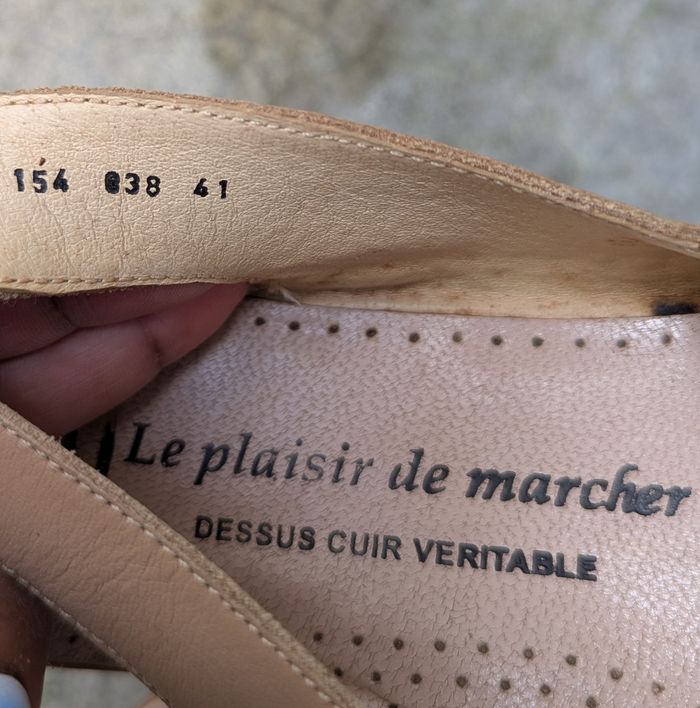 154 038 41
Le plaisir de marcher
DESSUS CUIR VERITABLE